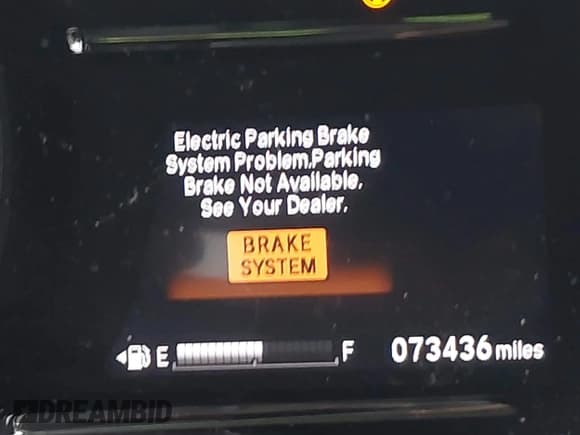 Electric Parking Brake
System Problem.Parking
Brake Not Available.
See Your Dealer.
BRAKE
SYSTEM
E F 073436 miles
DREAMBID